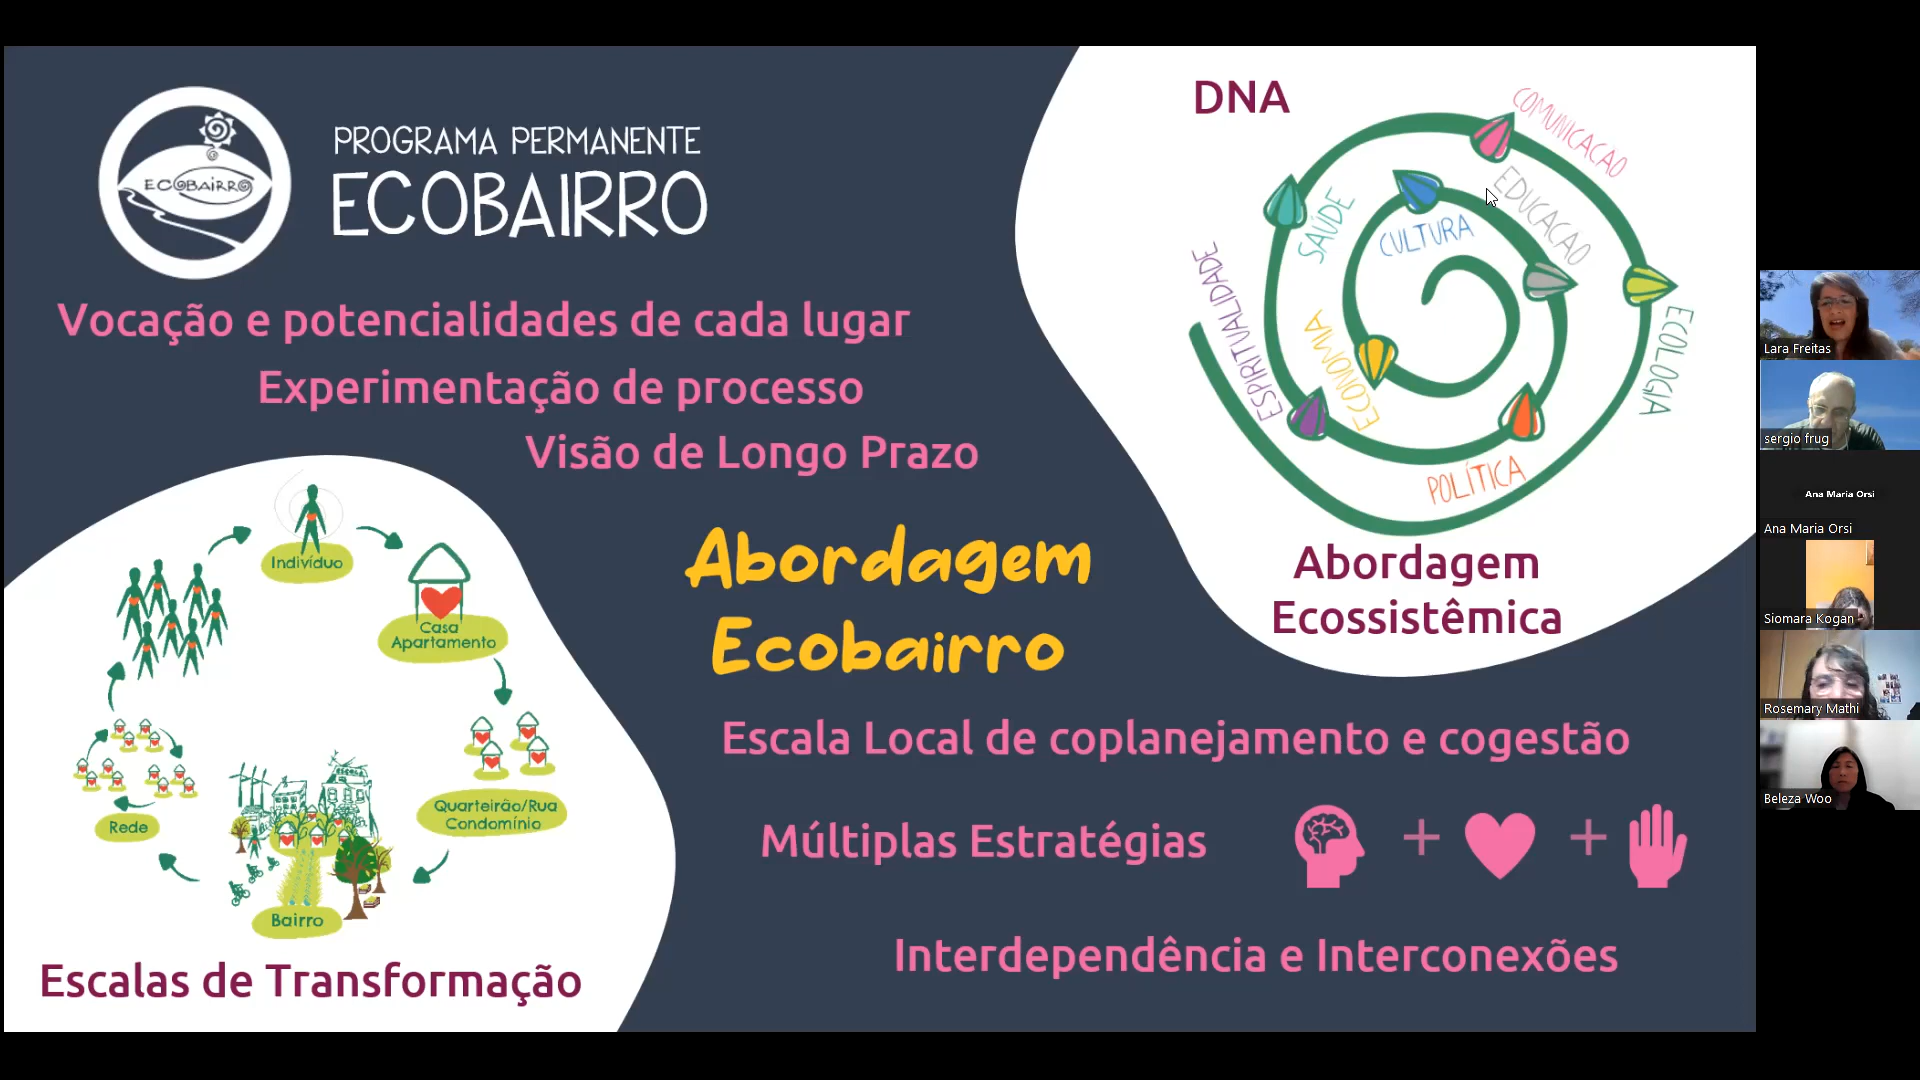 PROGRAMA PERMANENTE
ECOBAIRRO
ECOBAIRRO
Vocação e potencialidades de cada lugar
Experimentação de processo
Visão de Longo Prazo
DNA
COMUNICACAO
EDUCACAO
SAÚDE
CULTURA
ESPIRITUALIDADE
ECONOMIA
ECOLOGIA
POLÍTICA
Abordagem
Ecossistêmica
Abordagem
Ecobairro
Indivíduo
Casa
Apartamento
Quarteirão/Rua
Condomínio
Bairro
Rede
ESCOLA
Escalas de Transformação
Escala Local de coplanejamento e cogestão
Múltiplas Estratégias
+ +
Interdependência e Interconexões
Lara Freitas
sergio frug
Ana Maria Orsi
Ana Maria Orsi
Siomara Kogan
Rosemary Mathi
Beleza Woo